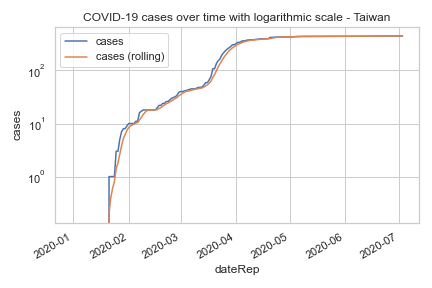 COVID-19 cases over time with logarithmic scale - Taiwan
cases
cases (rolling)
10²
10¹
10⁰
cases
2020-01
2020-02
2020-03
2020-04
2020-05
2020-06
2020-07
dateRep